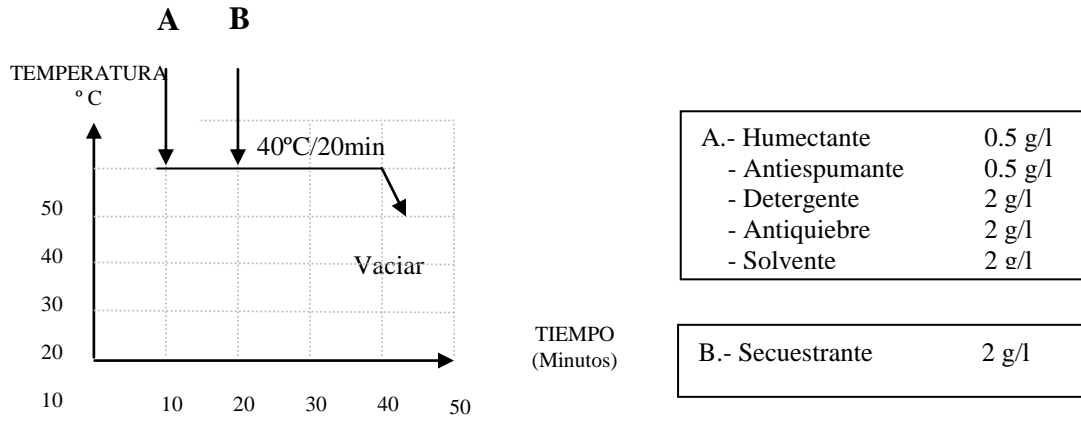 A B
TEMPERATURA
º C
40ºC/20min
50
40
30
20
10
Vaciar
10 20 30 40 50
TIEMPO
(Minutos)
A.- Humectante 0.5 g/l
- Antiespumante 0.5 g/l
- Detergente 2 g/l
- Antiquiebre 2 g/l
- Solvente 2 g/l
B.- Secuestrante 2 g/l